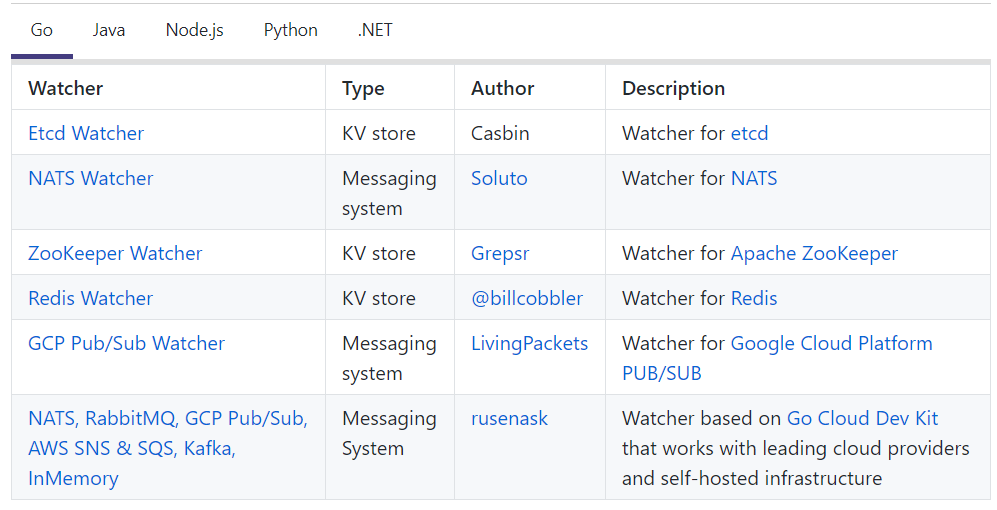 Go Java Node.js Python .NET
Watcher Type Author Description
Etcd Watcher KV store Casbin Watcher for etcd
NATS Watcher Messaging system Soluto Watcher for NATS
ZooKeeper Watcher KV store Grepsr Watcher for Apache ZooKeeper
Redis Watcher KV store @billcobbler Watcher for Redis
GCP Pub/Sub Watcher Messaging system LivingPackets Watcher for Google Cloud Platform
PUB/SUB
NATS, RabbitMQ, GCP Pub/Sub,
AWS SNS & SQS, Kafka,
InMemory
Messaging
System
rusenask
Watcher based on Go Cloud Dev Kit
that works with leading cloud providers
and self-hosted infrastructure